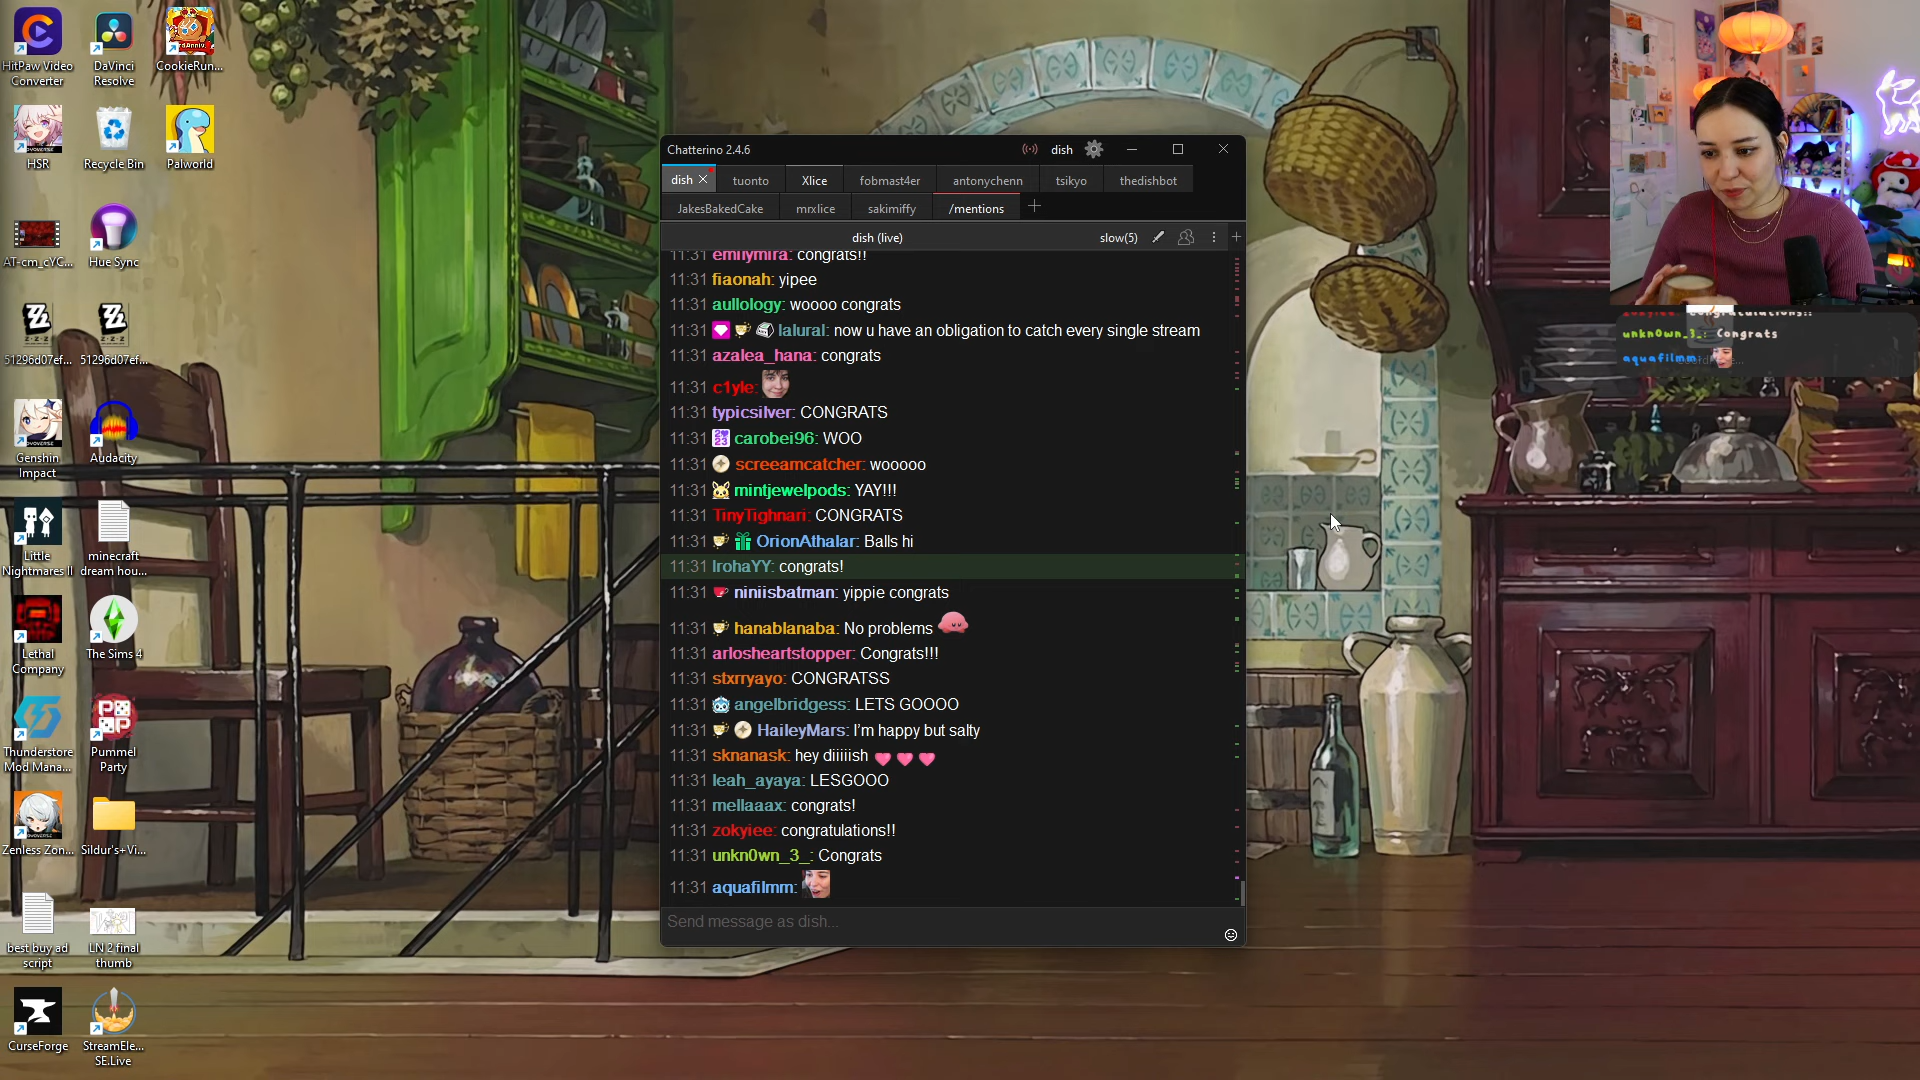 HitPaw Video
Converter
DaVinci
Resolve
CookieRun...
HSR
Recycle Bin
Palworld
AT-cm_cYC...
Hue Sync
51296d07ef...
51296d07ef...
Genshin
Impact
Audacity
Little
Nightmares II
minecraft
dream hou...
Lethal
Company
The Sims 4
Thunderstore
Mod Mana...
Pummel
Party
Zenless Zon...
Sildur's+Vi...
best buy ad
script
LN 2 final
thumb
CurseForge
StreamEle...
SE.Live
Chatterino 2.4.6
dish
dish
tuonto
Xlice
fobmast4er
antonychenn
tsikyo
thedishbot
JakesBakedCake
mrxlice
sakimiffy
/mentions
dish (live)
slow(5)
11:31 emilymira: congrats!!
11:31 fiaonah: yipee
11:31 aullology: woooo congrats
11:31 lalural: now u have an obligation to catch every single stream
11:31 azalea_hana: congrats
11:31 c1yle:
11:31 typicsilver: CONGRATS
11:31 carobei96: WOO
11:31 screeamcatcher: wooooo
11:31 mintjewelpods: YAY!!!
11:31 TinyTighnari: CONGRATS
11:31 OrionAthalar: Balls hi
11:31 IrohaYY: congrats!
11:31 niniisbatman: yippie congrats
11:31 hanablanaba: No problems
11:31 arlosheartstopper: Congrats!!!
11:31 stxrryayo: CONGRATSS
11:31 angelbridgess: LETS GOOOO
11:31 HaileyMars: I'm happy but salty
11:31 sknanask: hey diiiiish
11:31 leah_ayaya: LESGOOO
11:31 mellaaax: congrats!
11:31 zokyiee: congratulations!!
11:31 unkn0wn_3_: Congrats
11:31 aquafilmm:
Send message as dish...
zokyiee: congratulations!!
unkn0wn_3_: Congrats
aquafilmm: